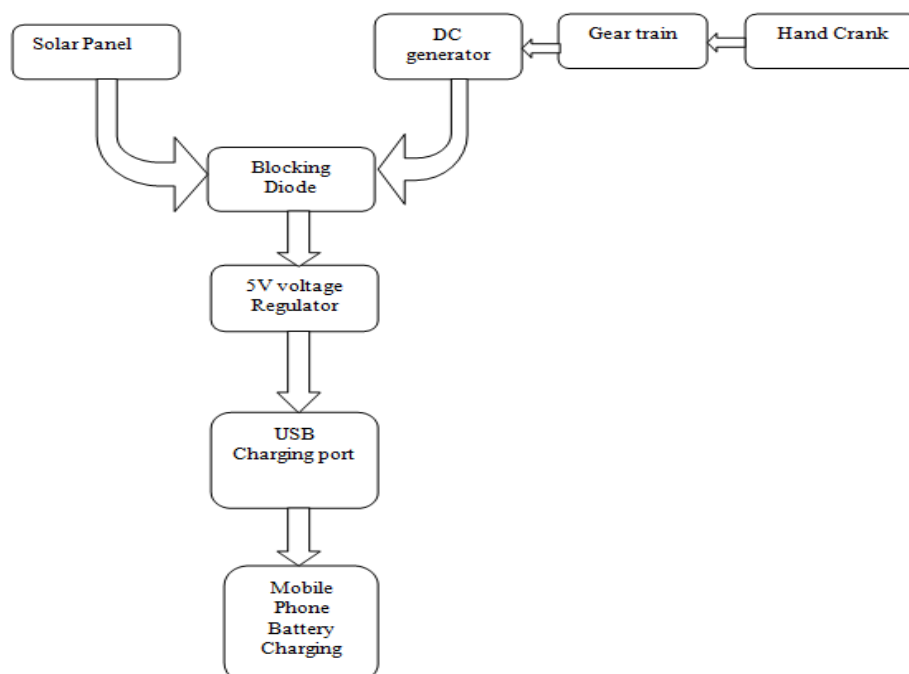 Solar Panel
DC
generator
Gear train
Hand Crank
Blocking
Diode
5V voltage
Regulator
USB
Charging port
Mobile
Phone
Battery
Charging